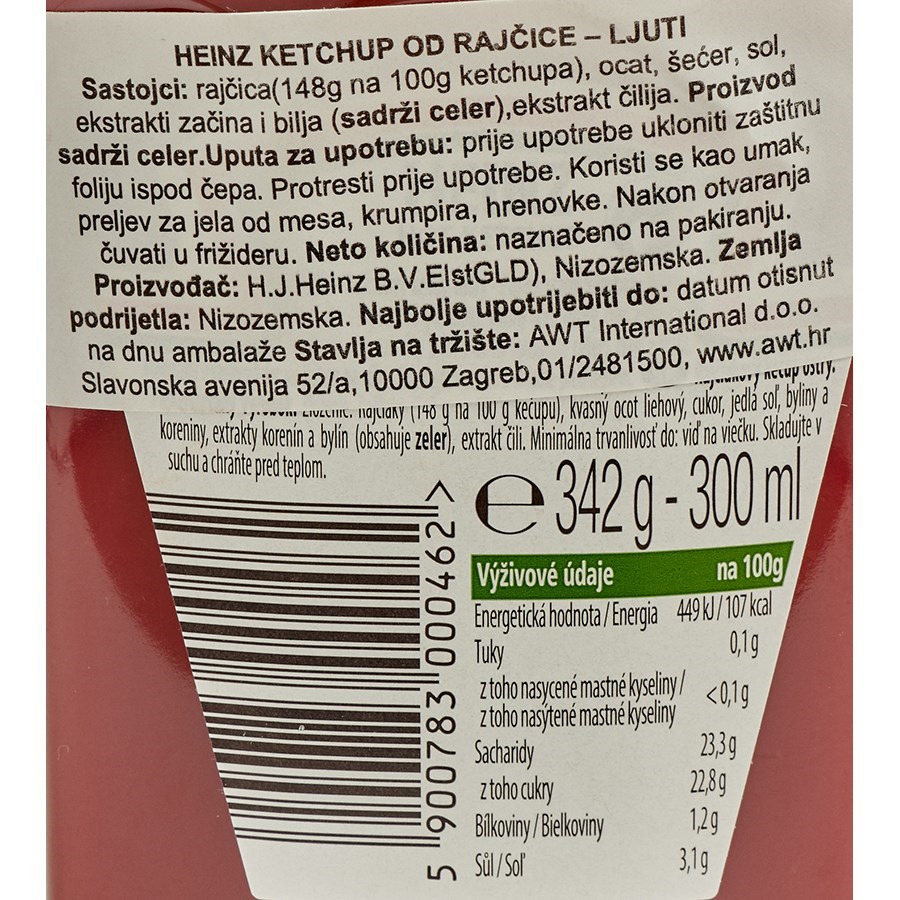 HEINZ KETCHUP OD RAJČICE – LJUTI
Sastojci: rajčica(148g na 100g ketchupa), ocat, šećer, sol,
ekstrakti začina i bilja (sadrži celer),ekstrakt čilija. Proizvod
sadrži celer.Uputa za upotrebu: prije upotrebe ukloniti zaštitnu
foliju ispod čepa. Protresti prije upotrebe. Koristi se kao umak,
preljev za jela od mesa, krumpira, hrenovke. Nakon otvaranja
čuvati u frižideru. Neto količina: naznačeno na pakiranju.
Proizvođač: H.J.Heinz B.V.ElstGLD), Nizozemska. Zemlja
podrijetla: Nizozemska. Najbolje upotrijebiti do: datum otisnut
na dnu ambalaže Stavlja na tržište: AWT International d.o.o.
Slavonska avenija 52/a,10000 Zagreb,01/2481500, www.awt.hr
kečup ostrý.
rajčiaky (148 g na 100 g kečupu), kvasný ocot liehový, cukor, jedlá soľ, byliny a
koreniny, extrakty korenín a bylín (obsahuje zeler), extrakt čili. Minimálna trvanlivosť do: viď na viečku. Skladujte v
suchu a chráňte pred teplom.
e 342 g - 300 ml
Výživové údaje na 100g
Energetická hodnota / Energia 449 kJ / 107 kcal
Tuky 0,1 g
z toho nasycené mastné kyseliny /
z toho nasýtené mastné kyseliny <0,1 g
Sacharidy 23,3 g
z toho cukry 22,8 g
Bílkoviny / Bielkoviny 1,2 g
Sůl / Soľ 3,1 g
5 900783 000462 >